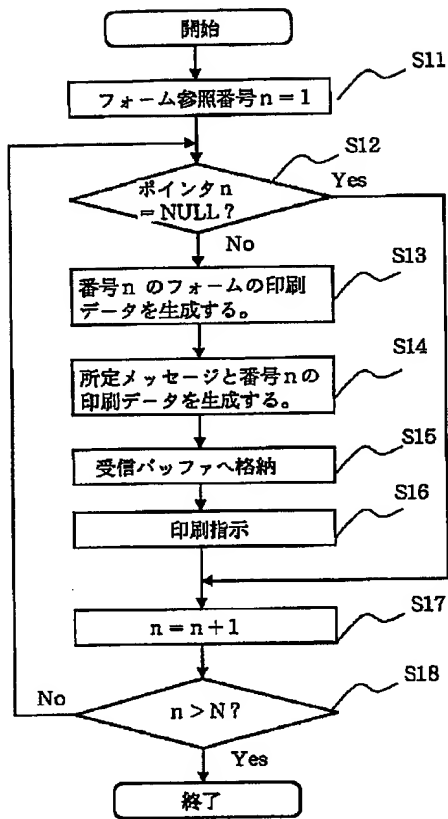 開始
S11
フォーム参照番号n=1
S12
ポインタn
=NULL?
Yes
No
S13
番号nのフォームの印刷
データを生成する。
S14
所定メッセージと番号nの
印刷データを生成する。
S15
受信バッファへ格納
S16
印刷指示
S17
n=n+1
S18
No
n>N?
Yes
終了